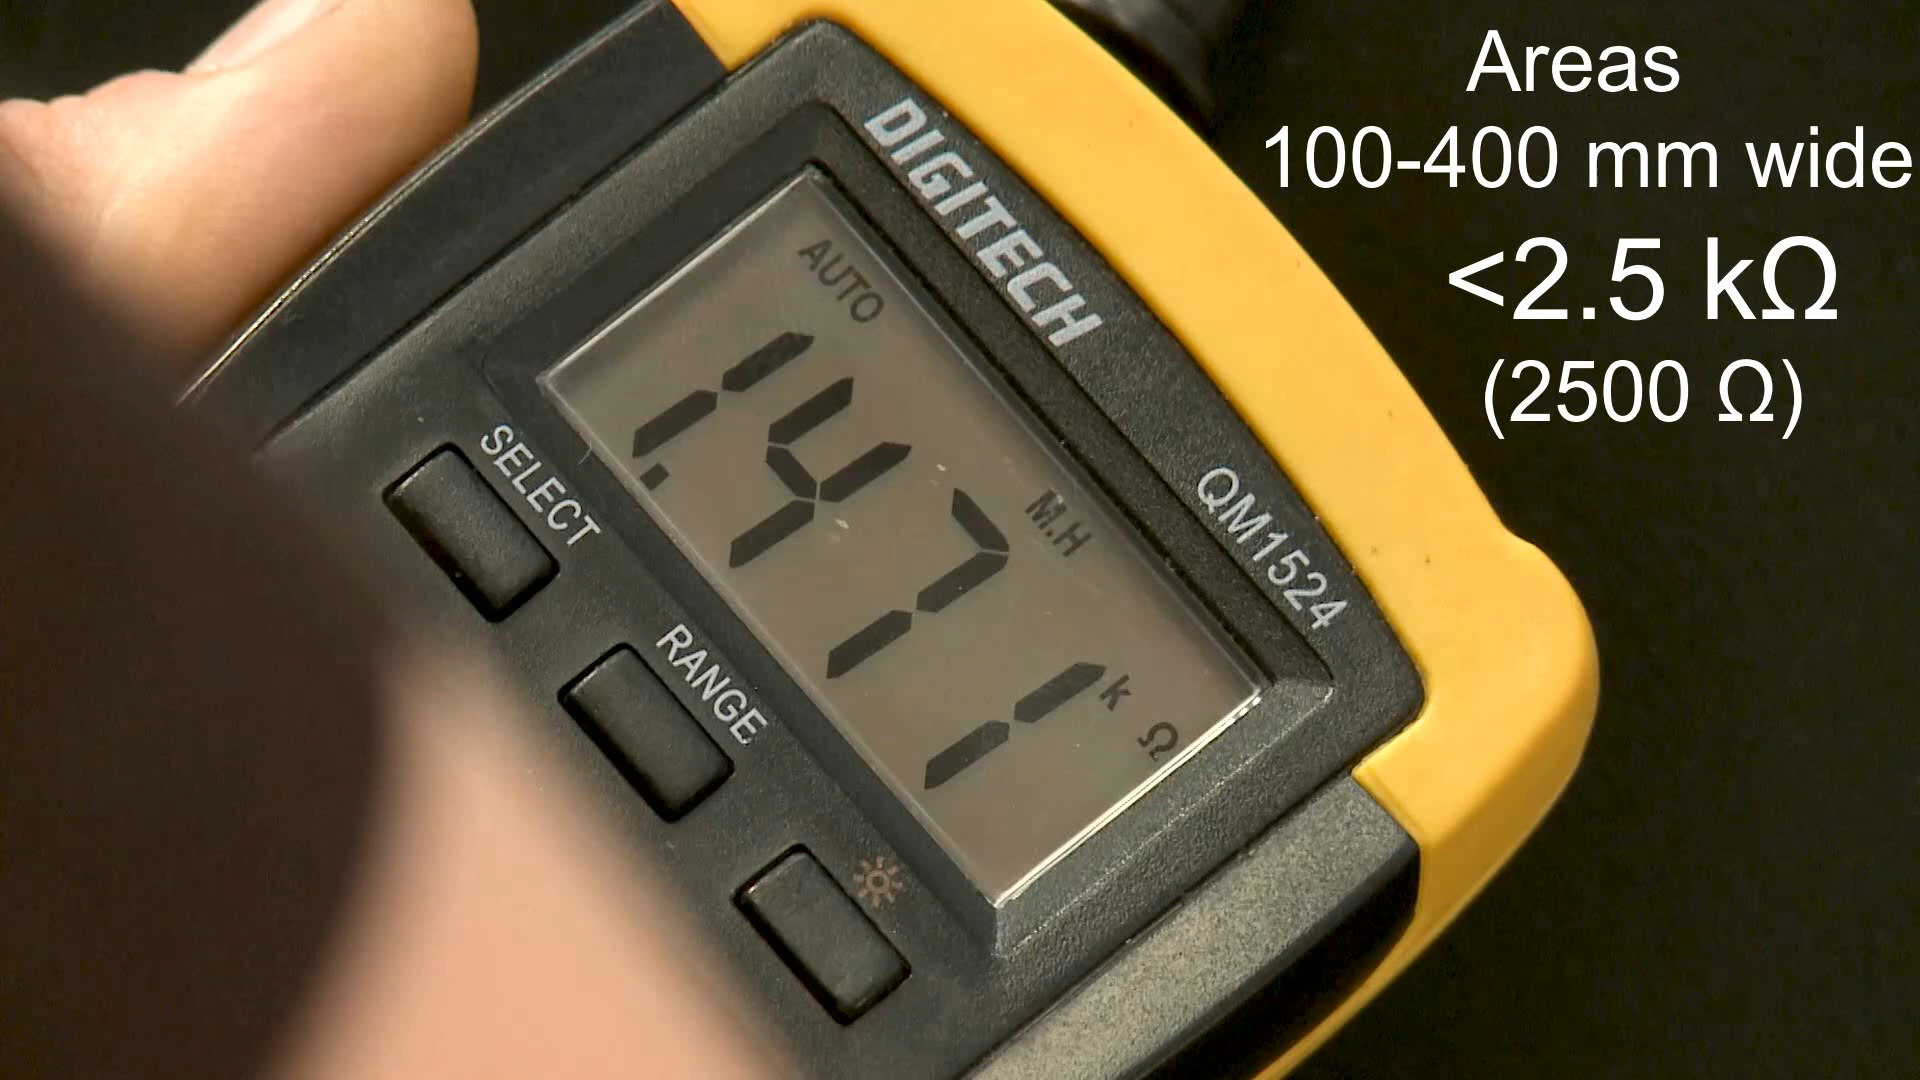 Areas
100-400 mm wide
<2.5 kΩ
(2500 Ω)
DIGITECH
QM1524
AUTO
1.471
M.H
k Ω
SELECT
RANGE